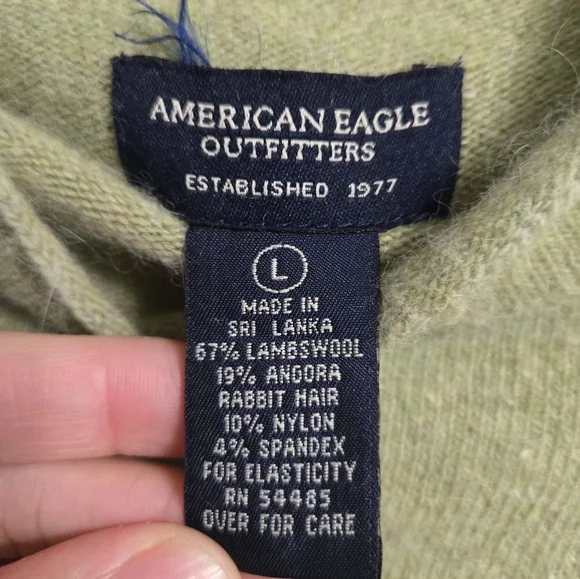 AMERICAN EAGLE
OUTFITTERS
ESTABLISHED 1977
L
MADE IN
SRI LANKA
67% LAMBSWOOL
19% ANGORA
RABBIT HAIR
10% NYLON
4% SPANDEX
FOR ELASTICITY
RN 54485
OVER FOR CARE